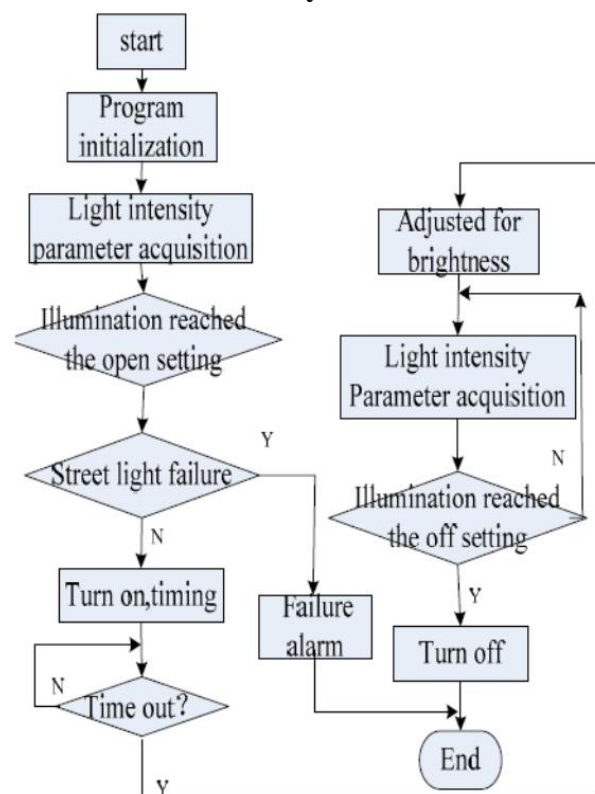 start
Program
initialization
Light intensity
parameter acquisition
Illumination reached
the open setting
Y
Street light failure
N
Turn on,timing
N
Time out?
Y
Failure
alarm
Adjusted for
brightness
Light intensity
Parameter acquisition
N
Illumination reached
the off setting
Y
Turn off
End